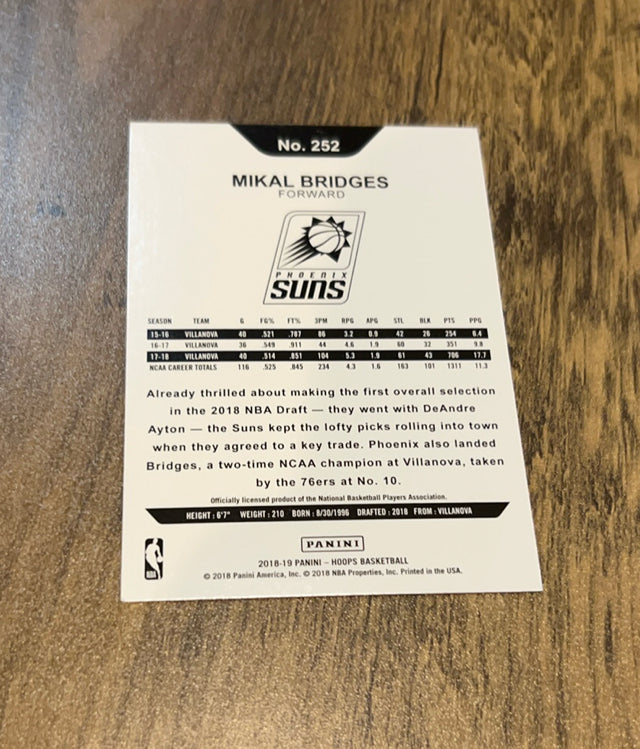 No. 252
MIKAL BRIDGES
FORWARD
PHOENIX
SUNS
SEASON TEAM G FG% FT% 3PM RPG APG STL BLK PTS PPG
15-16 VILLANOVA 40 .521 .787 86 3.2 0.9 42 26 254 6.4
16-17 VILLANOVA 36 .549 .911 44 4.6 1.9 60 32 351 9.8
17-18 VILLANOVA 40 .514 .851 104 5.3 1.9 61 43 706 17.7
NCAA CAREER TOTALS 116 .525 .845 234 4.3 1.6 163 101 1311 11.3
Already thrilled about making the first overall selection
in the 2018 NBA Draft — they went with DeAndre
Ayton — the Suns kept the lofty picks rolling into town
when they agreed to a key trade. Phoenix also landed
Bridges, a two-time NCAA champion at Villanova, taken
by the 76ers at No. 10.
Officially licensed product of the National Basketball Players Association.
HEIGHT: 6'7" WEIGHT: 210 BORN: 8/30/1996 DRAFTED: 2018 FROM: VILLANOVA
PANINI
NBA
2018-19 PANINI – HOOPS BASKETBALL
© 2018 Panini America, Inc. © 2018 NBA Properties, Inc. Printed in the USA.